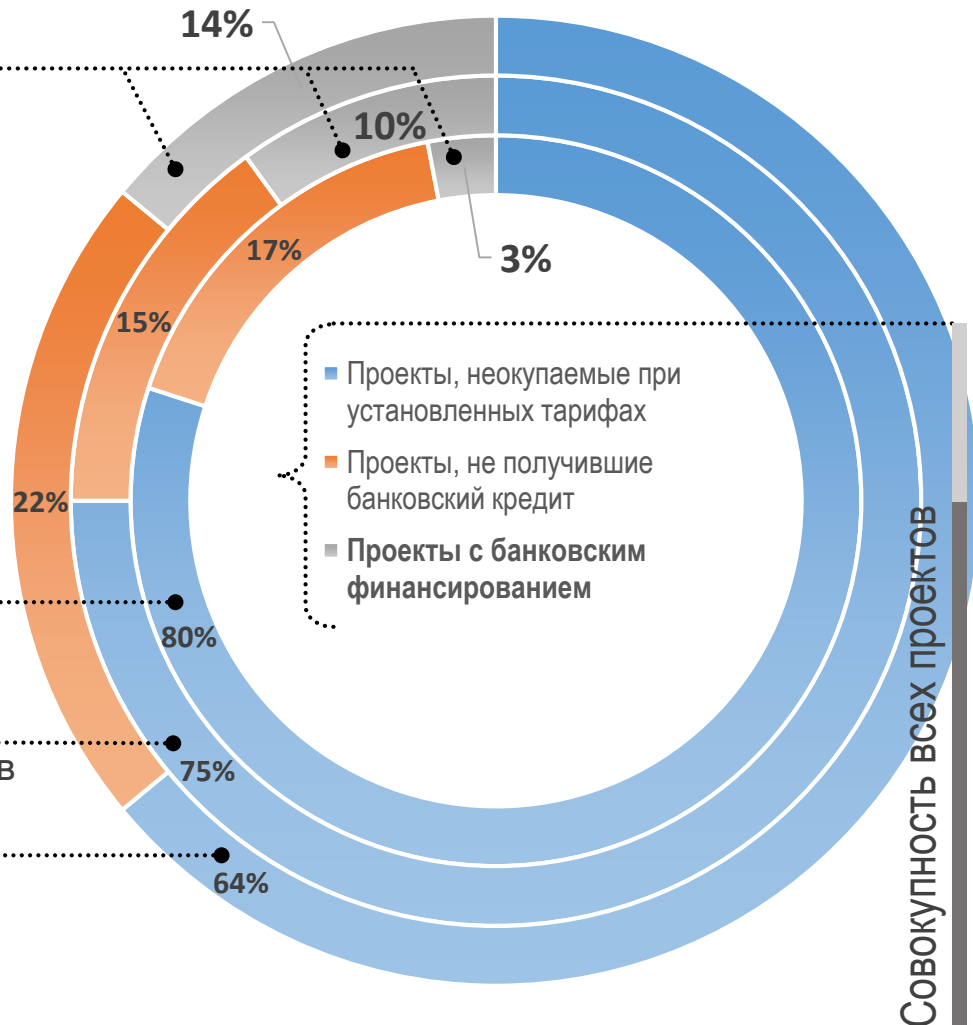 14%
10%
17%
3%
15%
Проекты, неокупаемые при
установленных тарифах
Проекты, не получившие
банковский кредит
Проекты с банковским
финансированием
22%
80%
в
75%
64%
Совокупность всех проектов